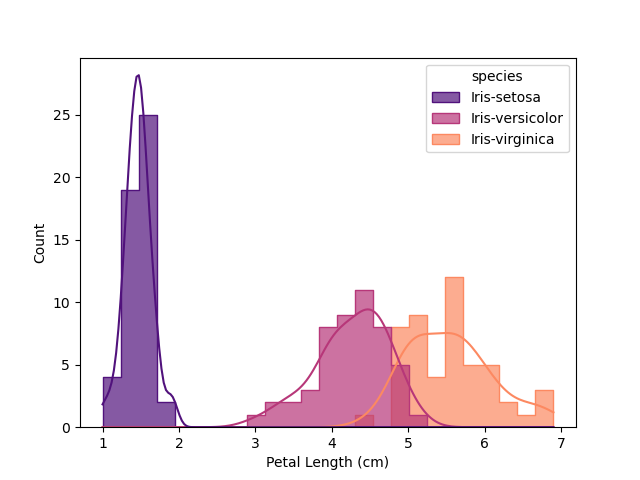 species
Iris-setosa
Iris-versicolor
Iris-virginica
25
20
15
10
5
0
Count
1 2 3 4 5 6 7
Petal Length (cm)